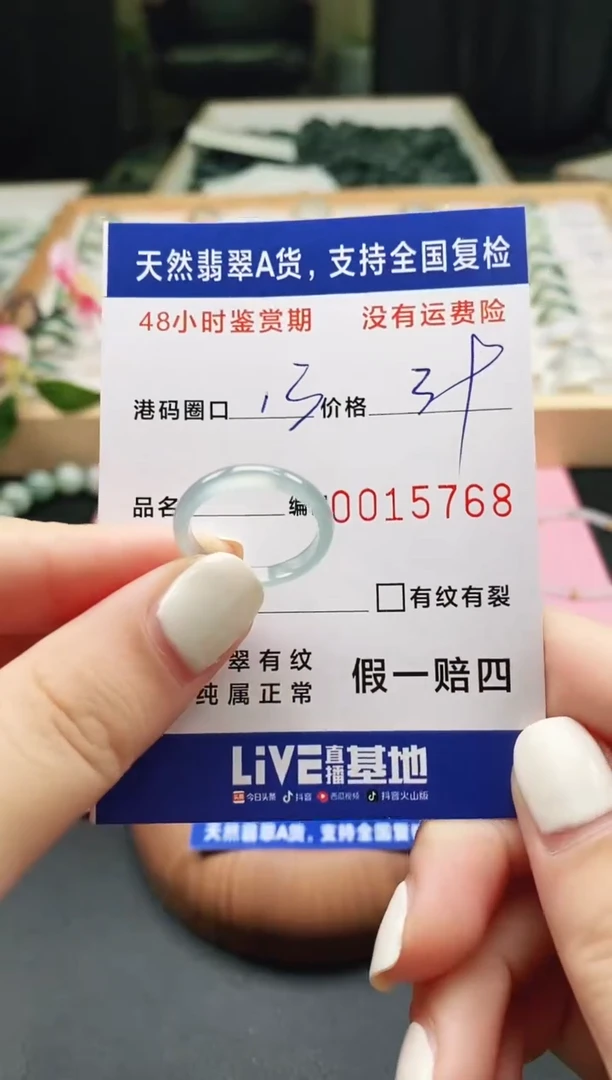 天然翡翠A货，支持全国复检
48小时鉴赏期 没有运费险
港码圈口 13 价格
品名 编 0015768
□有纹有裂
翠有纹
纯属正常
假一赔四
LiVE直播基地
今日头条 抖音 西瓜视频 抖音火山版
天然翡翠A货，支持全国复